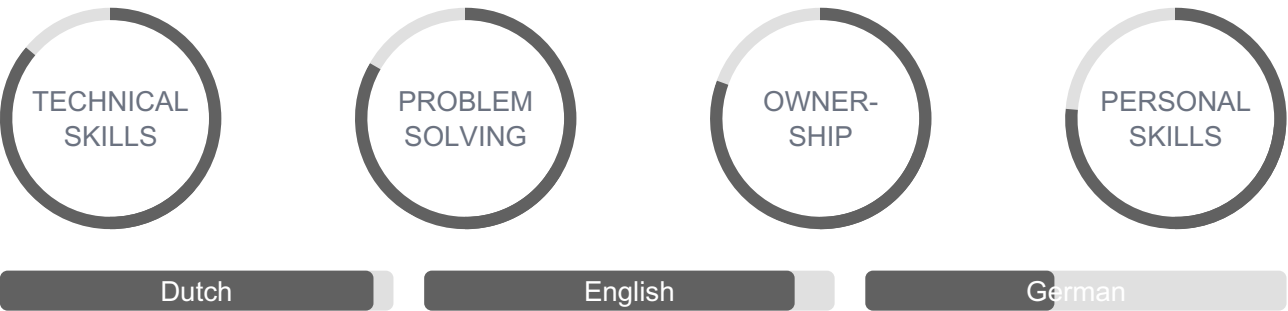 TECHNICAL
SKILLS
PROBLEM
SOLVING
OWNER-
SHIP
PERSONAL
SKILLS
Dutch
English
German